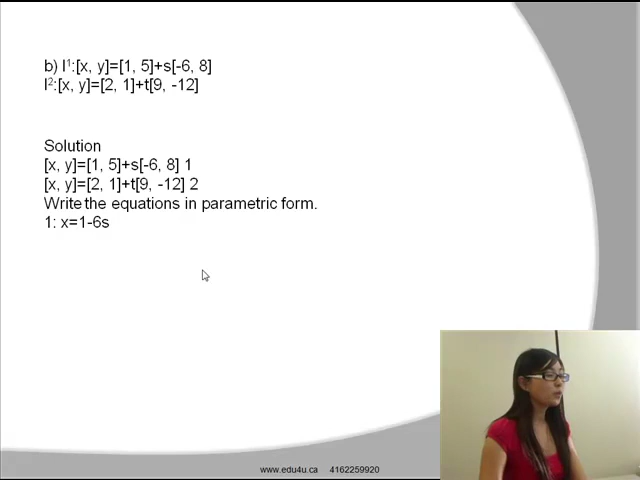 b) l¹:[x, y]=[1, 5]+s[-6, 8]
l²:[x, y]=[2, 1]+t[9, -12]
Solution
[x, y]=[1, 5]+s[-6, 8] 1
[x, y]=[2, 1]+t[9, -12] 2
Write the equations in parametric form.
1: x=1-6s
www.edu4u.ca 4162259920